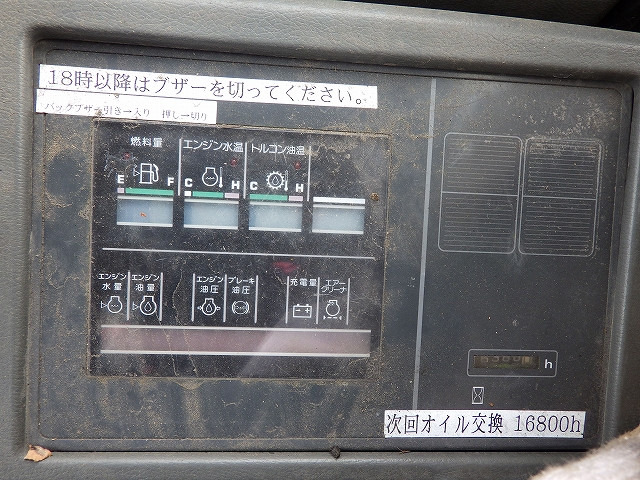 18時以降はブザーを切ってください。
バックブザー引き→入り 押し→切り
燃料量 エンジン水温 トルコン油温
E F C H C H
エンジン水量 エンジン油量 エンジン油圧 ブレーキ油圧 充電量 エアークリーナ
h
次回オイル交換 16800h